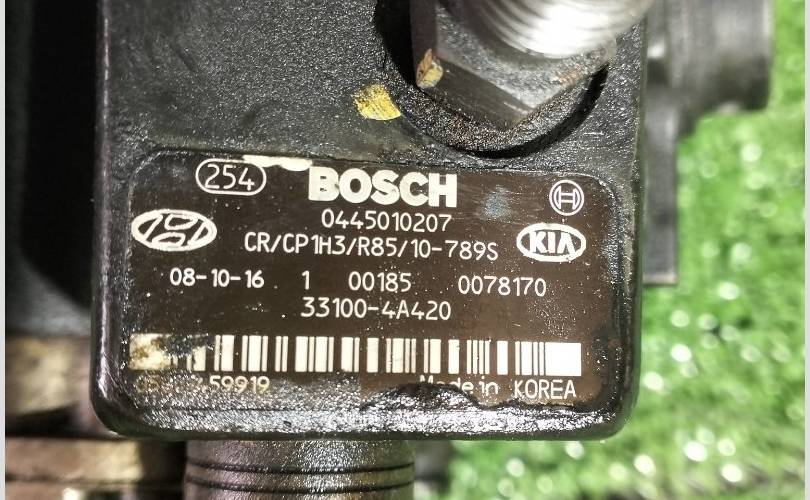 254 BOSCH
0445010207
CR/CP1H3/R85/10-789S
KIA
08-10-16 1 00185 0078170
33100-4A420
59919 Made in KOREA